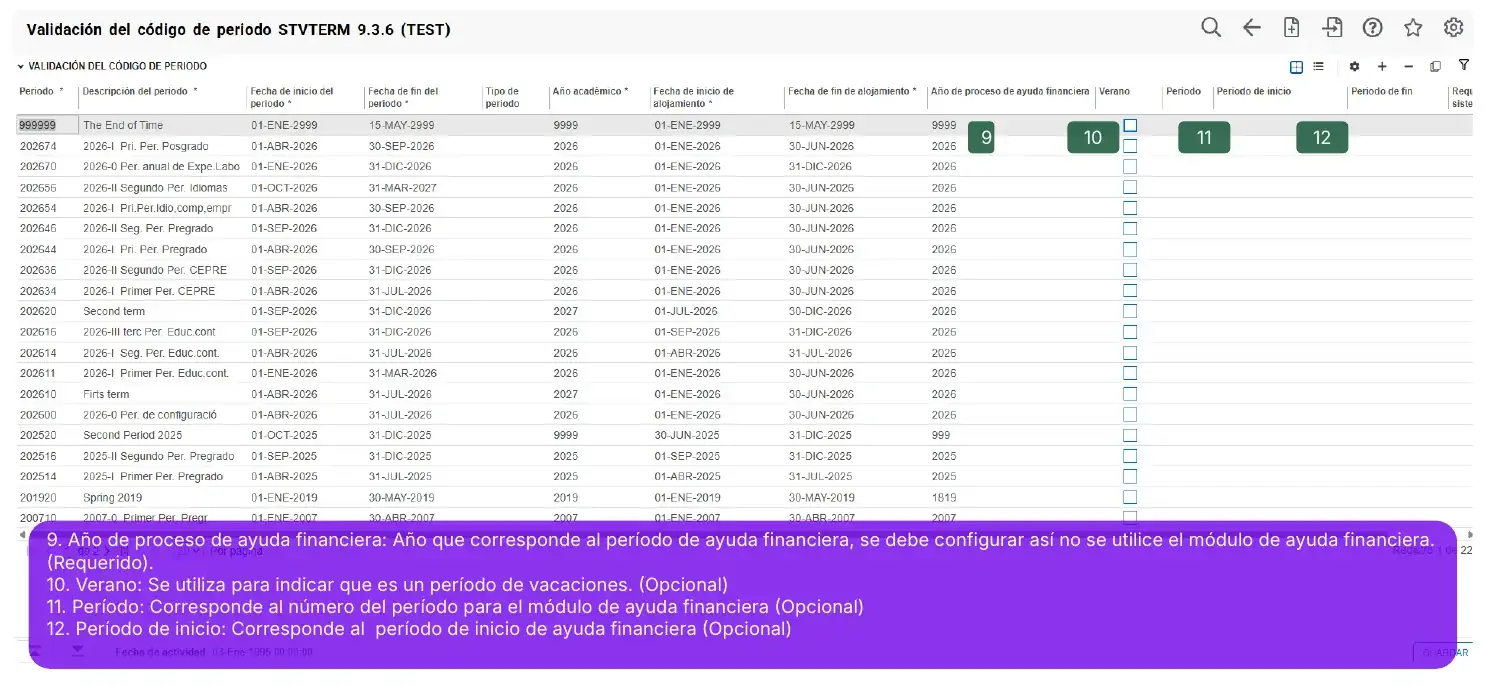 Validación del código de periodo STVTERM 9.3.6 (TEST)
VALIDACIÓN DEL CÓDIGO DE PERIODO
Periodo * Descripción del periodo * Fecha de inicio del periodo * Fecha de fin del periodo * Tipo de periodo Año académico * Fecha de inicio de alojamiento * Fecha de fin de alojamiento * Año de proceso de ayuda financiera Verano Periodo Periodo de inicio Periodo de fin Requ siste
999999 The End of Time 01-ENE-2999 15-MAY-2999 9999 01-ENE-2999 15-MAY-2999 9999
9 10 11 12
202674 2026-I Pri. Per. Posgrado 01-ABR-2026 30-SEP-2026 2026 01-ENE-2026 30-JUN-2026 2026
202670 2026-0 Per. anual de Expe.Labo 01-ENE-2026 31-DIC-2026 2026 01-ENE-2026 31-DIC-2026 2026
202656 2026-II Segundo Per. Idiomas 01-OCT-2026 31-MAR-2027 2026 01-ENE-2026 30-JUN-2026 2026
202654 2026-I Pri.Per.Idio,comp,empr 01-ABR-2026 30-SEP-2026 2026 01-ENE-2026 30-JUN-2026 2026
202646 2026-II Seg. Per. Pregrado 01-SEP-2026 31-DIC-2026 2026 01-ENE-2026 30-JUN-2026 2026
202644 2026-I Pri. Per. Pregrado 01-ABR-2026 30-SEP-2026 2026 01-ENE-2026 30-JUN-2026 2026
202636 2026-II Segundo Per. CEPRE 01-SEP-2026 31-DIC-2026 2026 01-ENE-2026 30-JUN-2026 2026
202634 2026-I Primer Per. CEPRE 01-ABR-2026 31-JUL-2026 2026 01-ENE-2026 30-JUN-2026 2026
202620 Second term 01-SEP-2026 31-DIC-2026 2027 01-JUL-2026 30-DIC-2026 2026
202616 2026-III terc Per. Educ.cont 01-SEP-2026 31-DIC-2026 2026 01-SEP-2026 31-DIC-2026 2026
202614 2026-I Seg. Per. Educ.cont. 01-ABR-2026 31-JUL-2026 2026 01-ABR-2026 31-JUL-2026 2026
202611 2026-I Primer Per. Educ.cont. 01-ENE-2026 31-MAR-2026 2026 01-ENE-2026 30-JUN-2026 2026
202610 Firts term 01-ABR-2026 31-JUL-2026 2027 01-ENE-2026 30-JUN-2026 2026
202600 2026-0 Per. de configuració 01-ABR-2026 31-JUL-2026 2026 01-ENE-2026 30-JUN-2026 2026
202520 Second Period 2025 01-OCT-2025 31-DIC-2025 9999 30-JUN-2025 31-DIC-2025 999
202516 2025-II Segundo Per. Pregrado 01-SEP-2025 31-DIC-2025 2025 01-SEP-2025 31-DIC-2025 2025
202514 2025-I Primer Per. Pregrado 01-ABR-2025 31-JUL-2025 2025 01-ABR-2025 31-JUL-2025 2025
201920 Spring 2019 01-ENE-2019 30-MAY-2019 2019 01-ENE-2019 30-MAY-2019 1819
200710 2007-0 Primer Per. Pregr 01-ENE-2007 30-ABR-2007 2007 01-ENE-2007 30-ABR-2007 2007
9. Año de proceso de ayuda financiera: Año que corresponde al período de ayuda financiera, se debe configurar así no se utilice el módulo de ayuda financiera.
(Requerido).
de 2 Por página Registro 1 de 22
10. Verano: Se utiliza para indicar que es un período de vacaciones. (Opcional)
11. Período: Corresponde al número del período para el módulo de ayuda financiera (Opcional)
12. Período de inicio: Corresponde al período de inicio de ayuda financiera (Opcional)
Fecha de actividad 03-Ene-1995 00:00:00 GUARDAR